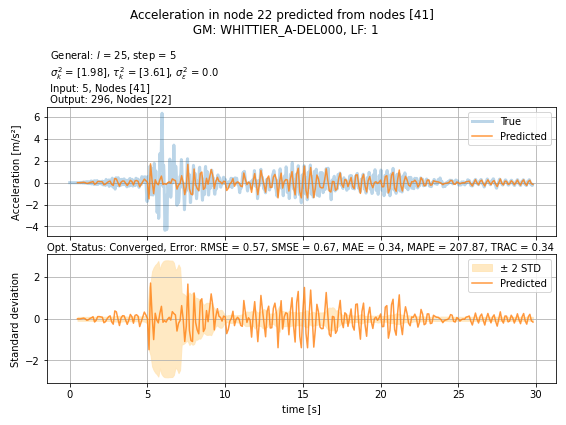 Acceleration in node 22 predicted from nodes [41]
GM: WHITTIER_A-DEL000, LF: 1
General: l = 25, step = 5
σ²ₖ = [1.98], τ²ₖ = [3.61], σ²ε = 0.0
Input: 5, Nodes [41]
Output: 296, Nodes [22]
Acceleration [m/s²]
6
4
2
0
−2
−4
True
Predicted
Opt. Status: Converged, Error: RMSE = 0.57, SMSE = 0.67, MAE = 0.34, MAPE = 207.87, TRAC = 0.34
Standard deviation
2
0
−2
± 2 STD
Predicted
0 5 10 15 20 25 30
time [s]